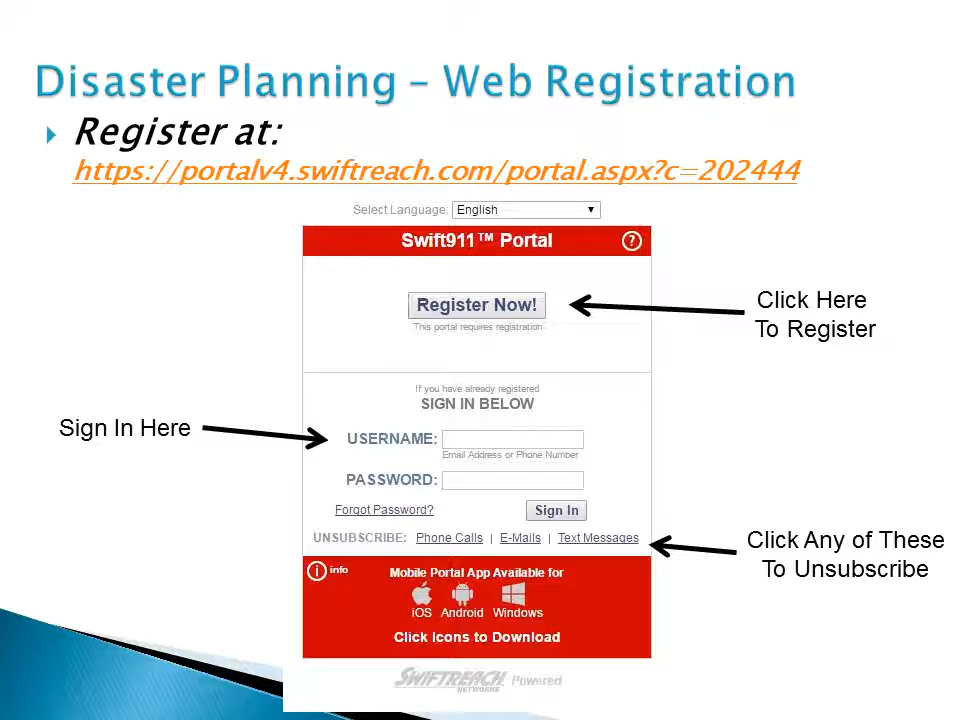 Disaster Planning – Web Registration
Register at:
https://portalv4.swiftreach.com/portal.aspx?c=202444
Select Language: English
Swift911™ Portal ?
Register Now!
This portal requires registration
Click Here
To Register
If you have already registered
SIGN IN BELOW
Sign In Here
USERNAME:
Email Address or Phone Number
PASSWORD:
Forgot Password? Sign In
UNSUBSCRIBE: Phone Calls | E-Mails | Text Messages
Click Any of These
To Unsubscribe
i info
Mobile Portal App Available for
iOS Android Windows
Click Icons to Download
SWIFTREACH Powered
NETWORKS